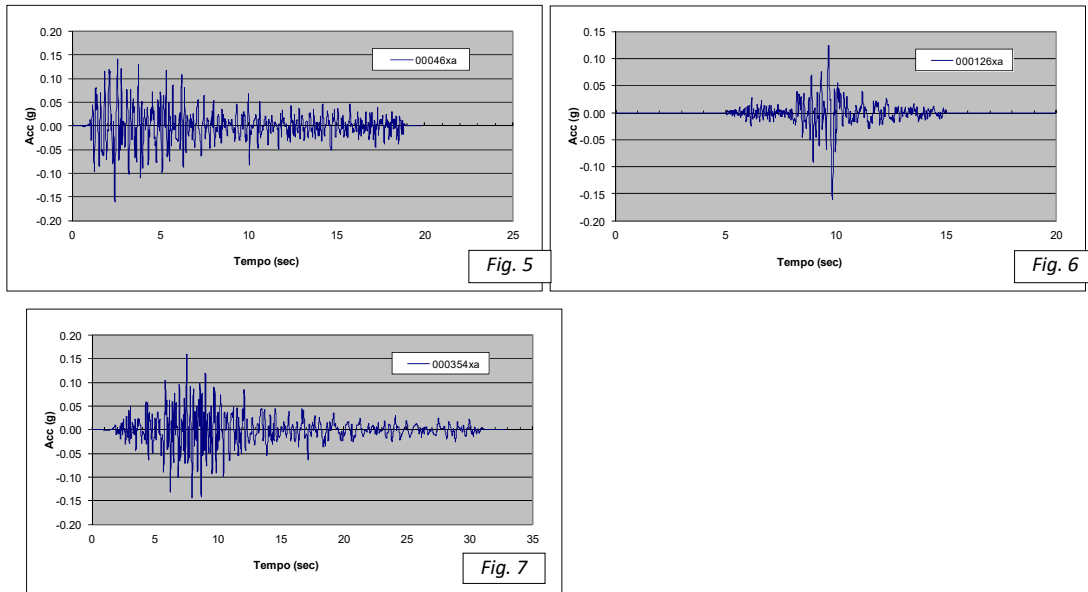 0.20
0.15
0.10
0.05
0.00
-0.05
-0.10
-0.15
-0.20
Acc (g)
00046xa
0 5 10 15 20 25
Tempo (sec)
Fig. 5
0.15
0.10
0.05
0.00
-0.05
-0.10
-0.15
-0.20
Acc (g)
000126xa
0 5 10 15 20
Tempo (sec)
Fig. 6
0.20
0.15
0.10
0.05
0.00
-0.05
-0.10
-0.15
-0.20
Acc (g)
000354xa
0 5 10 15 20 25 30 35
Tempo (sec)
Fig. 7